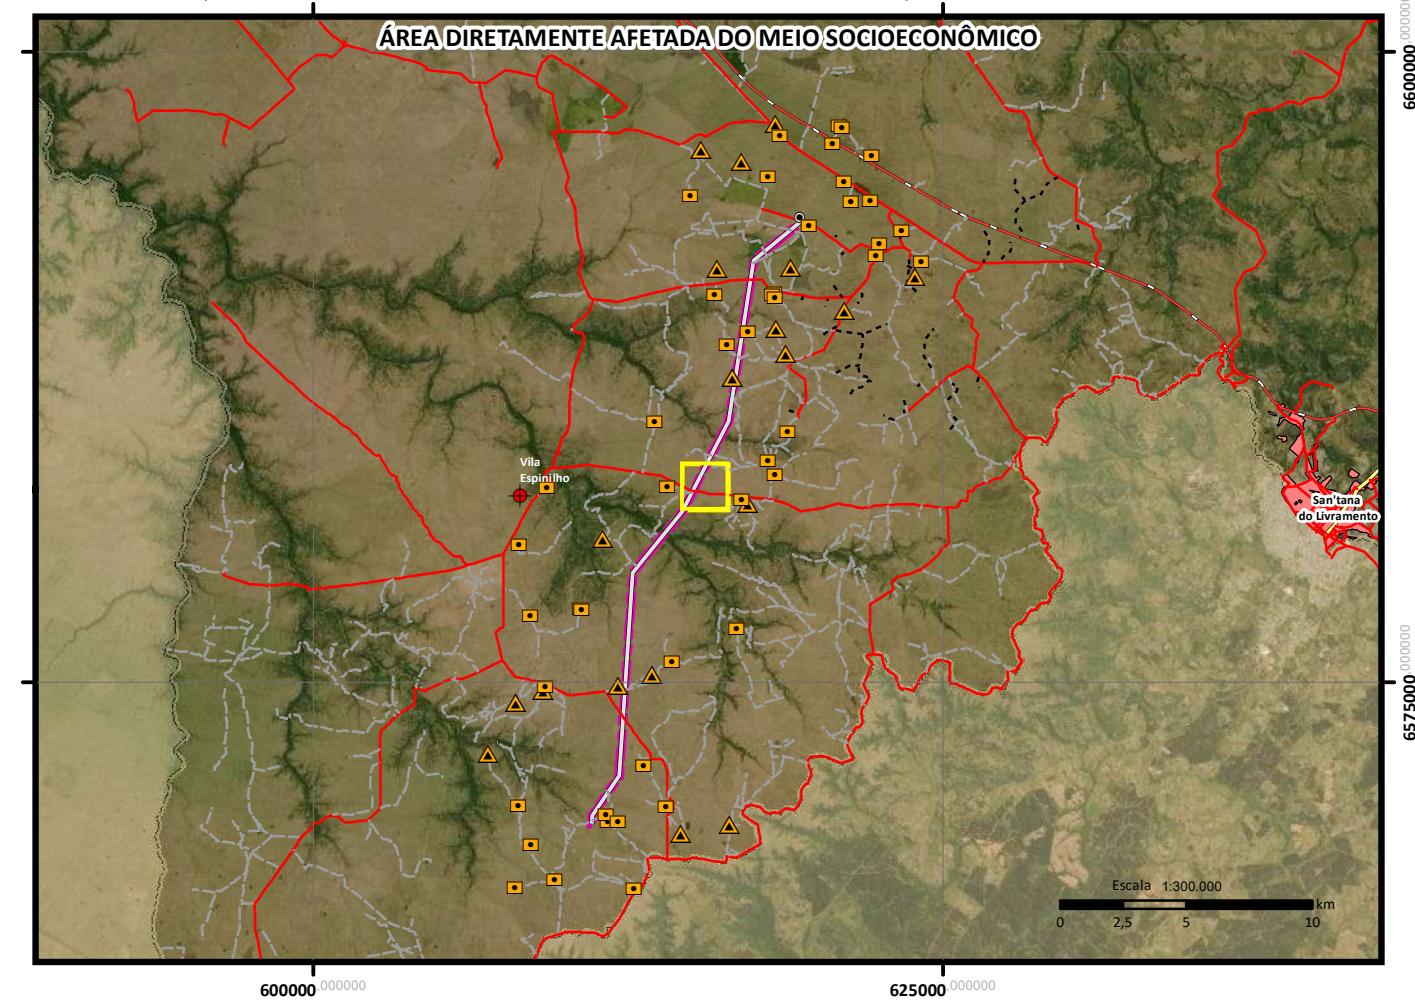 ÁREA DIRETAMENTE AFETADA DO MEIO SOCIOECONÔMICO
6600000,000000
Vila
Espinilho
San'tana
do Livramento
6575000,000000
Escala 1:300.000
km
0 2,5 5 10
600000,000000
625000,000000